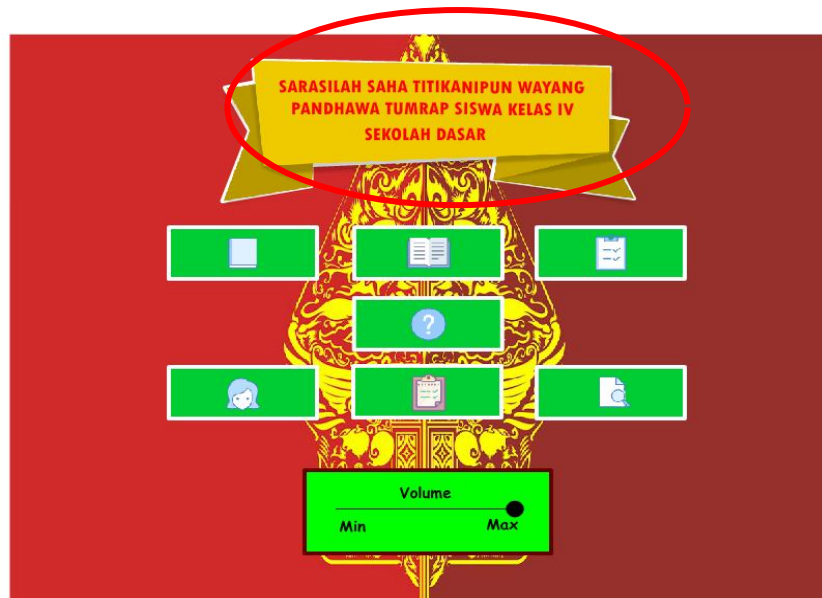 SARASILAH SAHA TITIKANIPUN WAYANG
PANDHAWA TUMRAP SISWA KELAS IV
SEKOLAH DASAR
?
Volume
Min Max